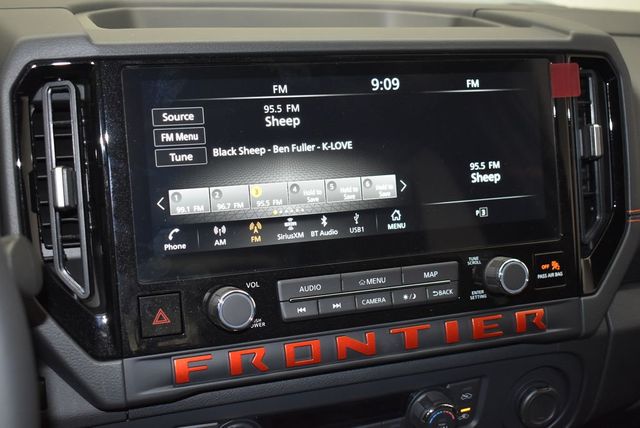 FM 9:09 FM
95.5 FM
Sheep
Source
FM Menu
Tune
Black Sheep - Ben Fuller - K-LOVE
95.5 FM
Sheep
1 2 3 4 Hold to Save 5 Hold to Save 6 Hold to Save
99.1 FM 96.7 FM 95.5 FM
Phone AM FM SiriusXM BT Audio USB1 MENU
P 3
VOL
PUSH POWER
AUDIO MENU MAP
CAMERA BACK
TUNE SCROLL
ENTER SETTING
OFF
PASS AIR BAG
FRONTIER